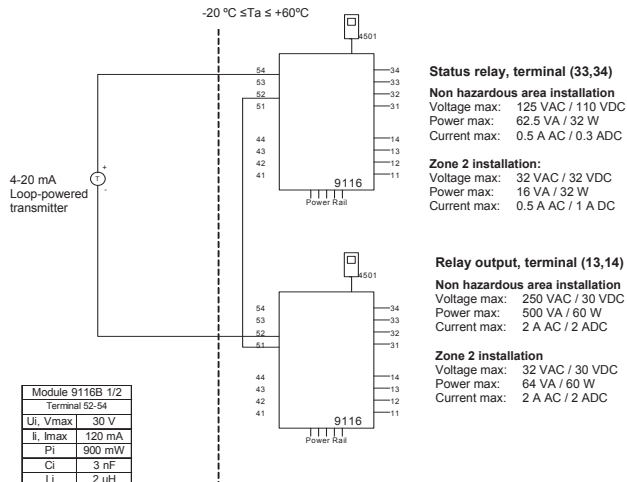 -20 ºC ≤Ta ≤ +60ºC
4501
54
53
52
51
44
43
42
41
34
33
32
31
14
13
12
11
9116
Power Rail
Status relay, terminal (33,34)
Non hazardous area installation
Voltage max: 125 VAC / 110 VDC
Power max: 62.5 VA / 32 W
Current max: 0.5 A AC / 0.3 ADC
Zone 2 installation:
Voltage max: 32 VAC / 32 VDC
Power max: 16 VA / 32 W
Current max: 0.5 A AC / 1 A DC
4-20 mA
Loop-powered
transmitter
+
T
-
4501
54
53
52
51
44
43
42
41
34
33
32
31
14
13
12
11
9116
Power Rail
Relay output, terminal (13,14)
Non hazardous area installation
Voltage max: 250 VAC / 30 VDC
Power max: 500 VA / 60 W
Current max: 2 A AC / 2 ADC
Zone 2 installation
Voltage max: 32 VAC / 30 VDC
Power max: 64 VA / 60 W
Current max: 2 A AC / 2 ADC
Module 9116B 1/2
Terminal 52-54
Ui, Vmax 30 V
Ii, Imax 120 mA
Pi 900 mW
Ci 3 nF
Li 2 uH